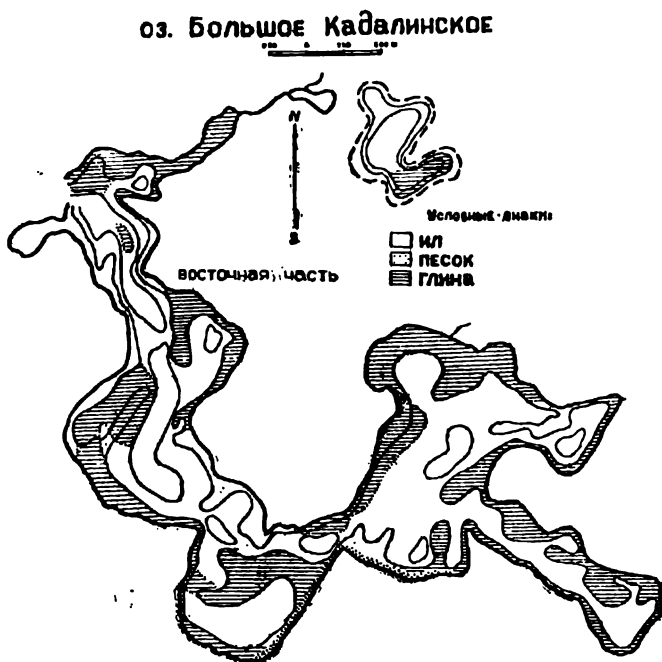 оз. Большое Кадалинское
N
Условные знаки:
ИЛ
ПЕСОК
ГЛИНА
восточная часть